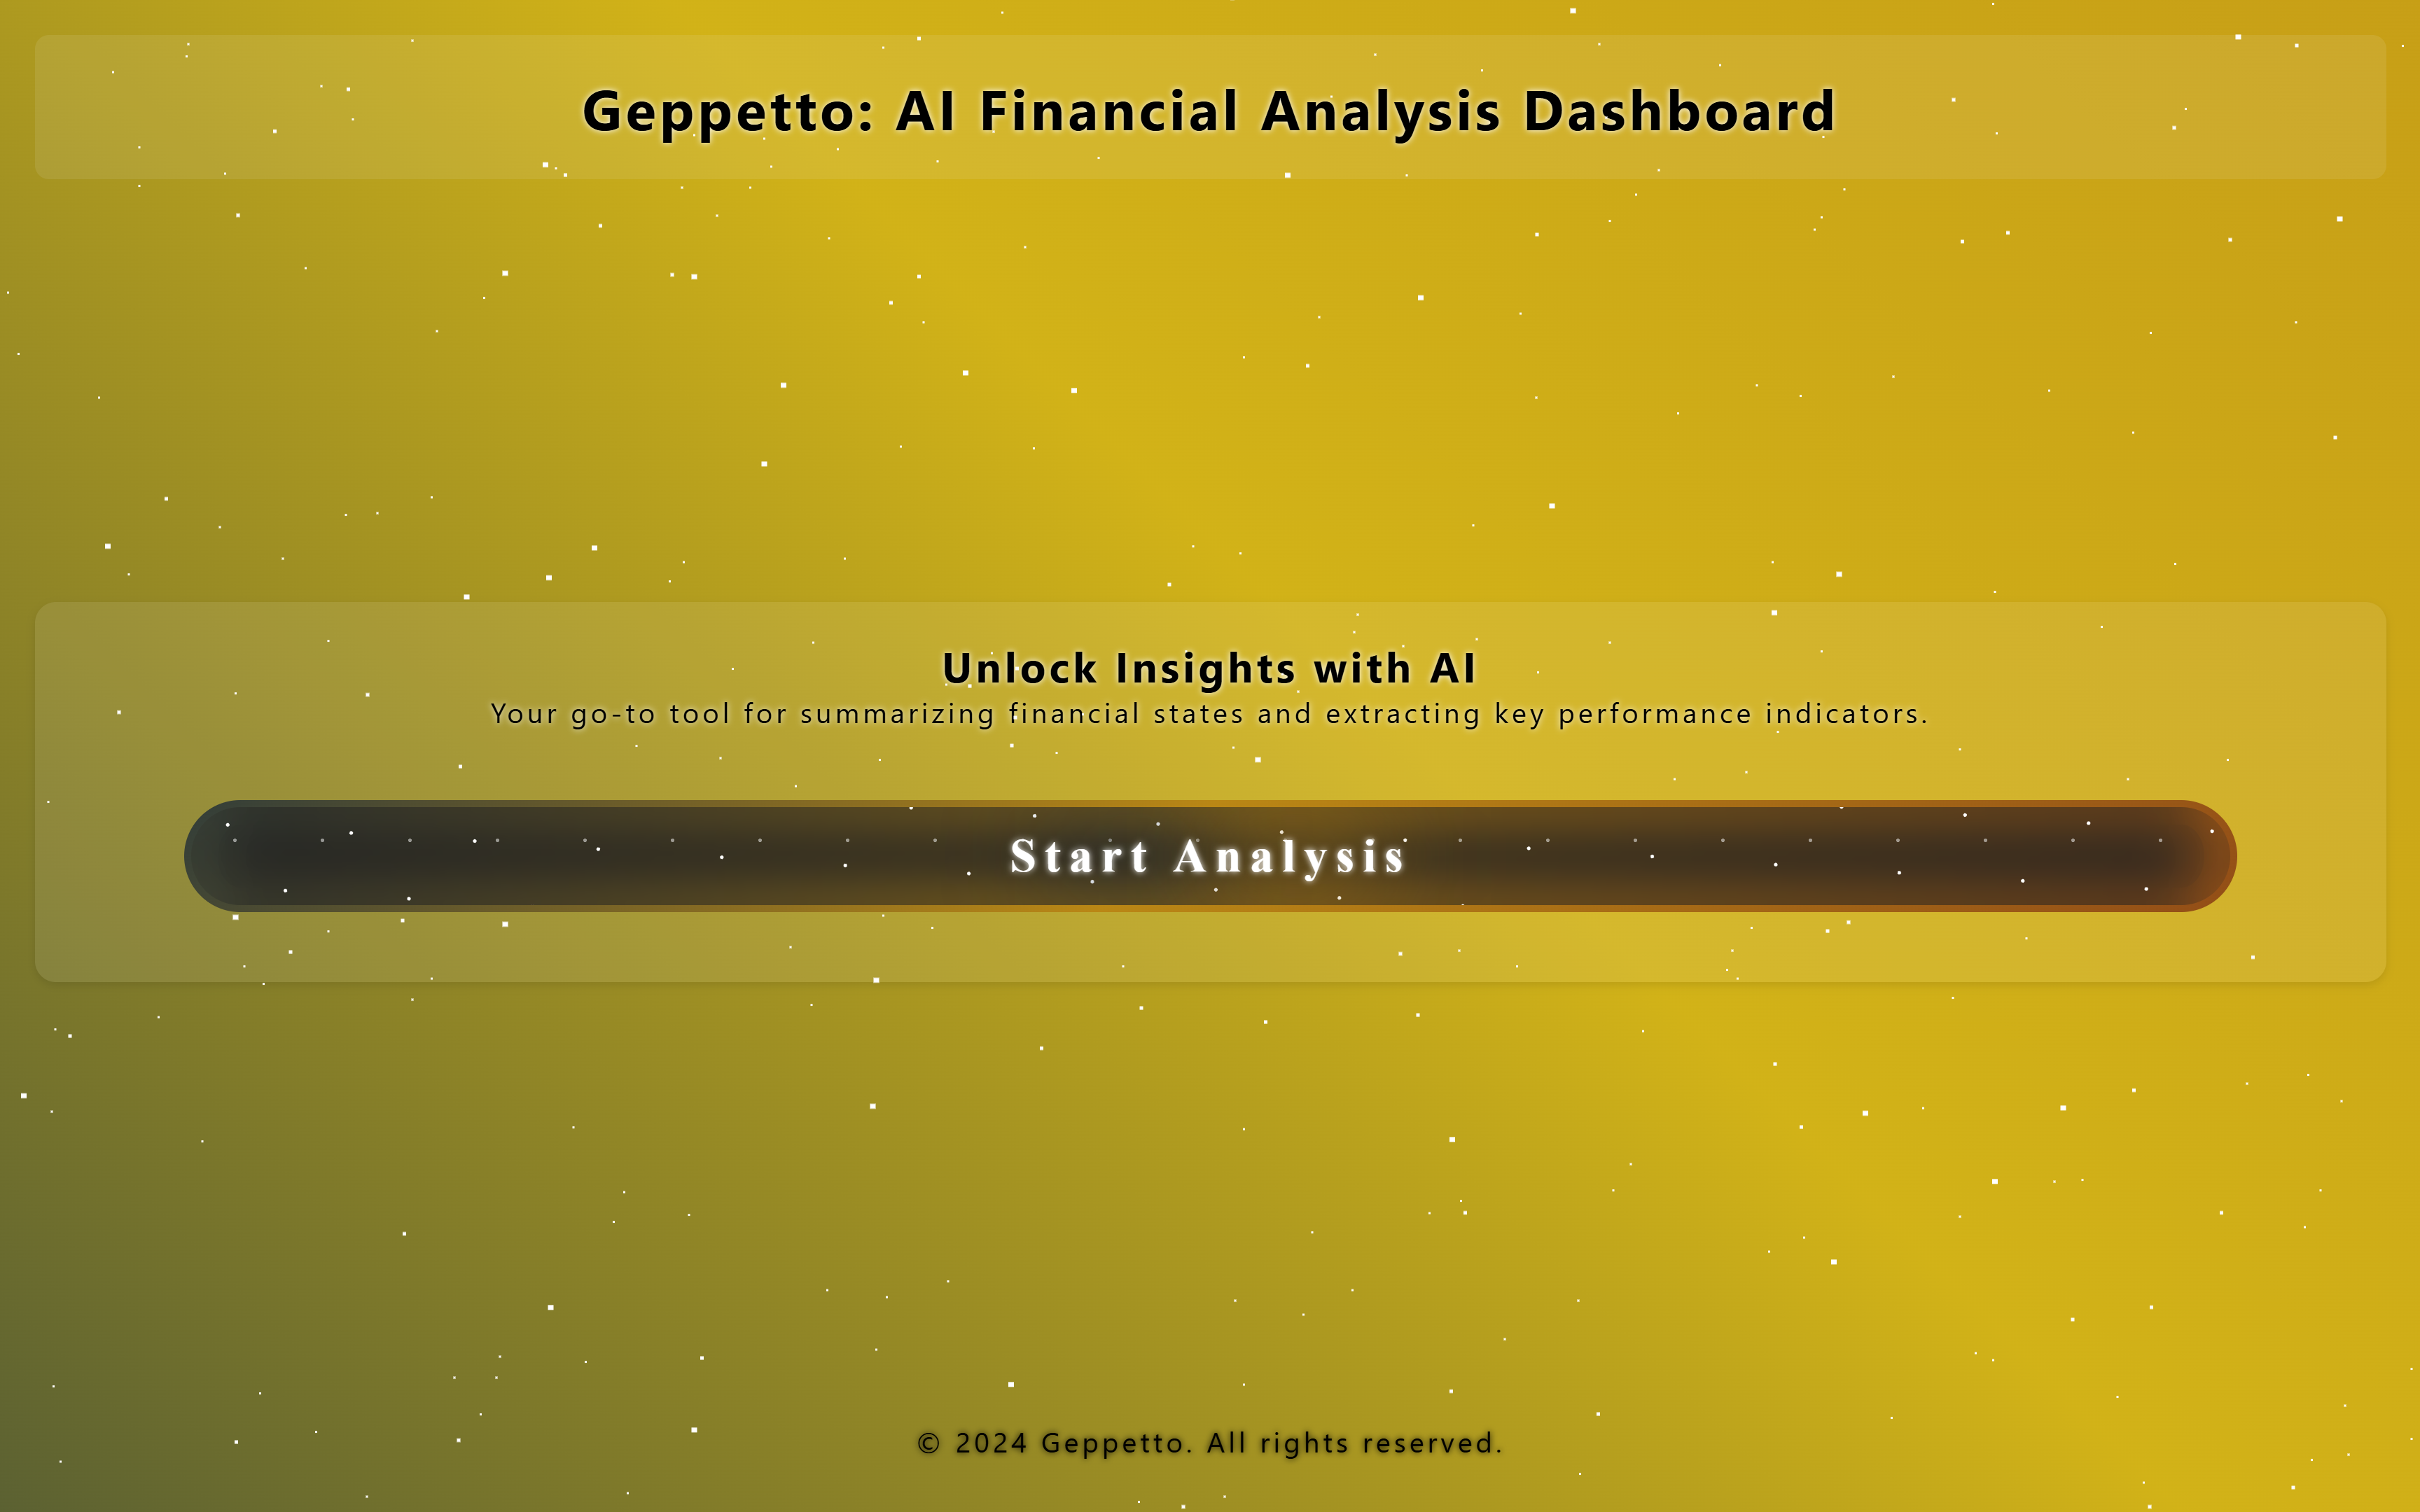 Geppetto: AI Financial Analysis Dashboard
Unlock Insights with AI
Your go-to tool for summarizing financial states and extracting key performance indicators.
Start Analysis
© 2024 Geppetto. All rights reserved.